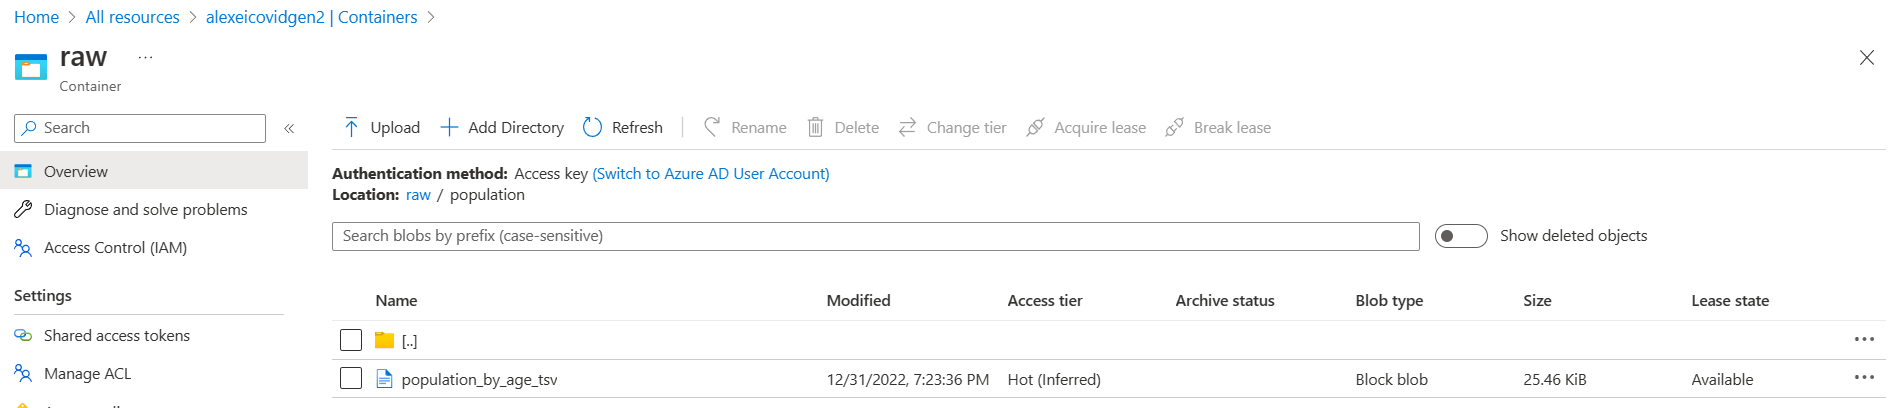 Home > All resources > alexeicovidgen2 | Containers >
raw ...
Container
Search «
Overview
Diagnose and solve problems
Access Control (IAM)
Settings
Shared access tokens
Manage ACL
Upload Add Directory Refresh Rename Delete Change tier Acquire lease Break lease
Authentication method: Access key (Switch to Azure AD User Account)
Location: raw / population
Search blobs by prefix (case-sensitive) Show deleted objects
Name Modified Access tier Archive status Blob type Size Lease state
[..] ...
population_by_age_tsv 12/31/2022, 7:23:36 PM Hot (Inferred) Block blob 25.46 KiB Available ...